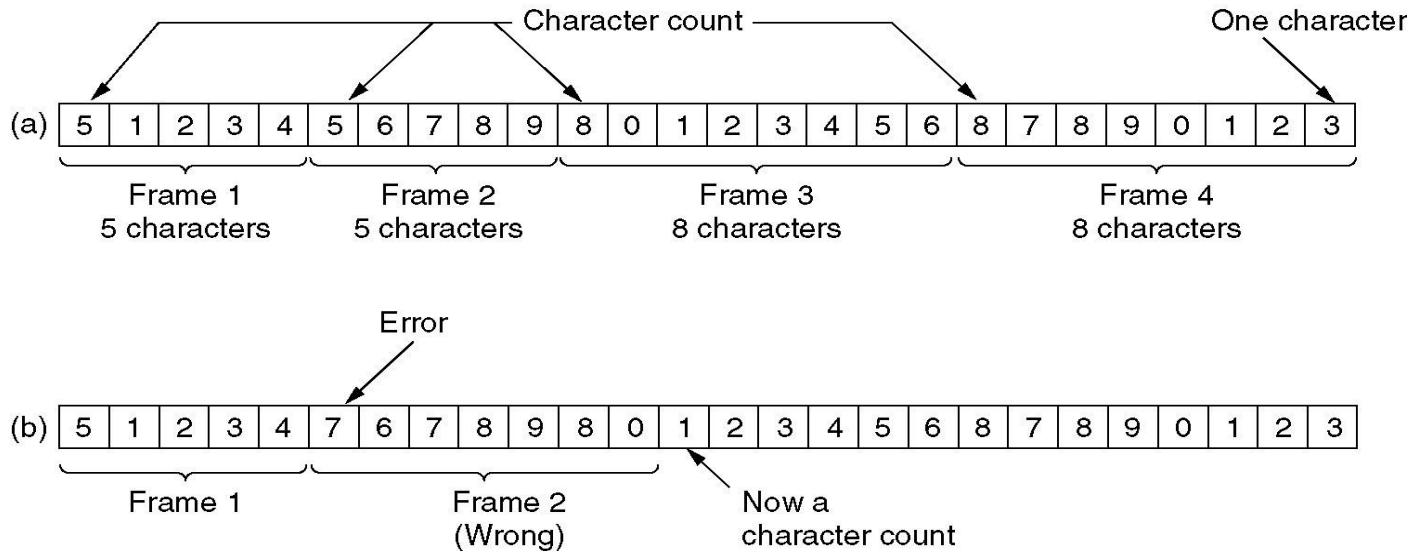 Character count
One character
(a) 5 1 2 3 4 5 6 7 8 9 8 0 1 2 3 4 5 6 8 7 8 9 0 1 2 3
Frame 1
5 characters
Frame 2
5 characters
Frame 3
8 characters
Frame 4
8 characters
Error
(b) 5 1 2 3 4 7 6 7 8 9 8 0 1 2 3 4 5 6 8 7 8 9 0 1 2 3
Frame 1
Frame 2
(Wrong)
Now a
character count